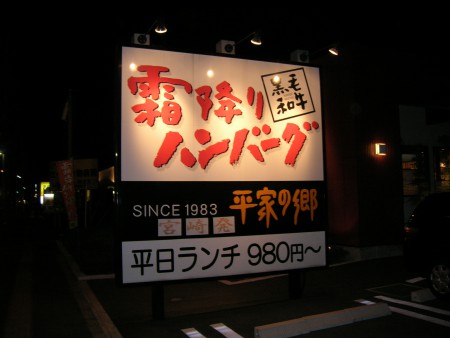 霜降り
黒毛
和牛
ハンバーグ
SINCE 1983
平家の郷
宮崎発
平日ランチ 980円～